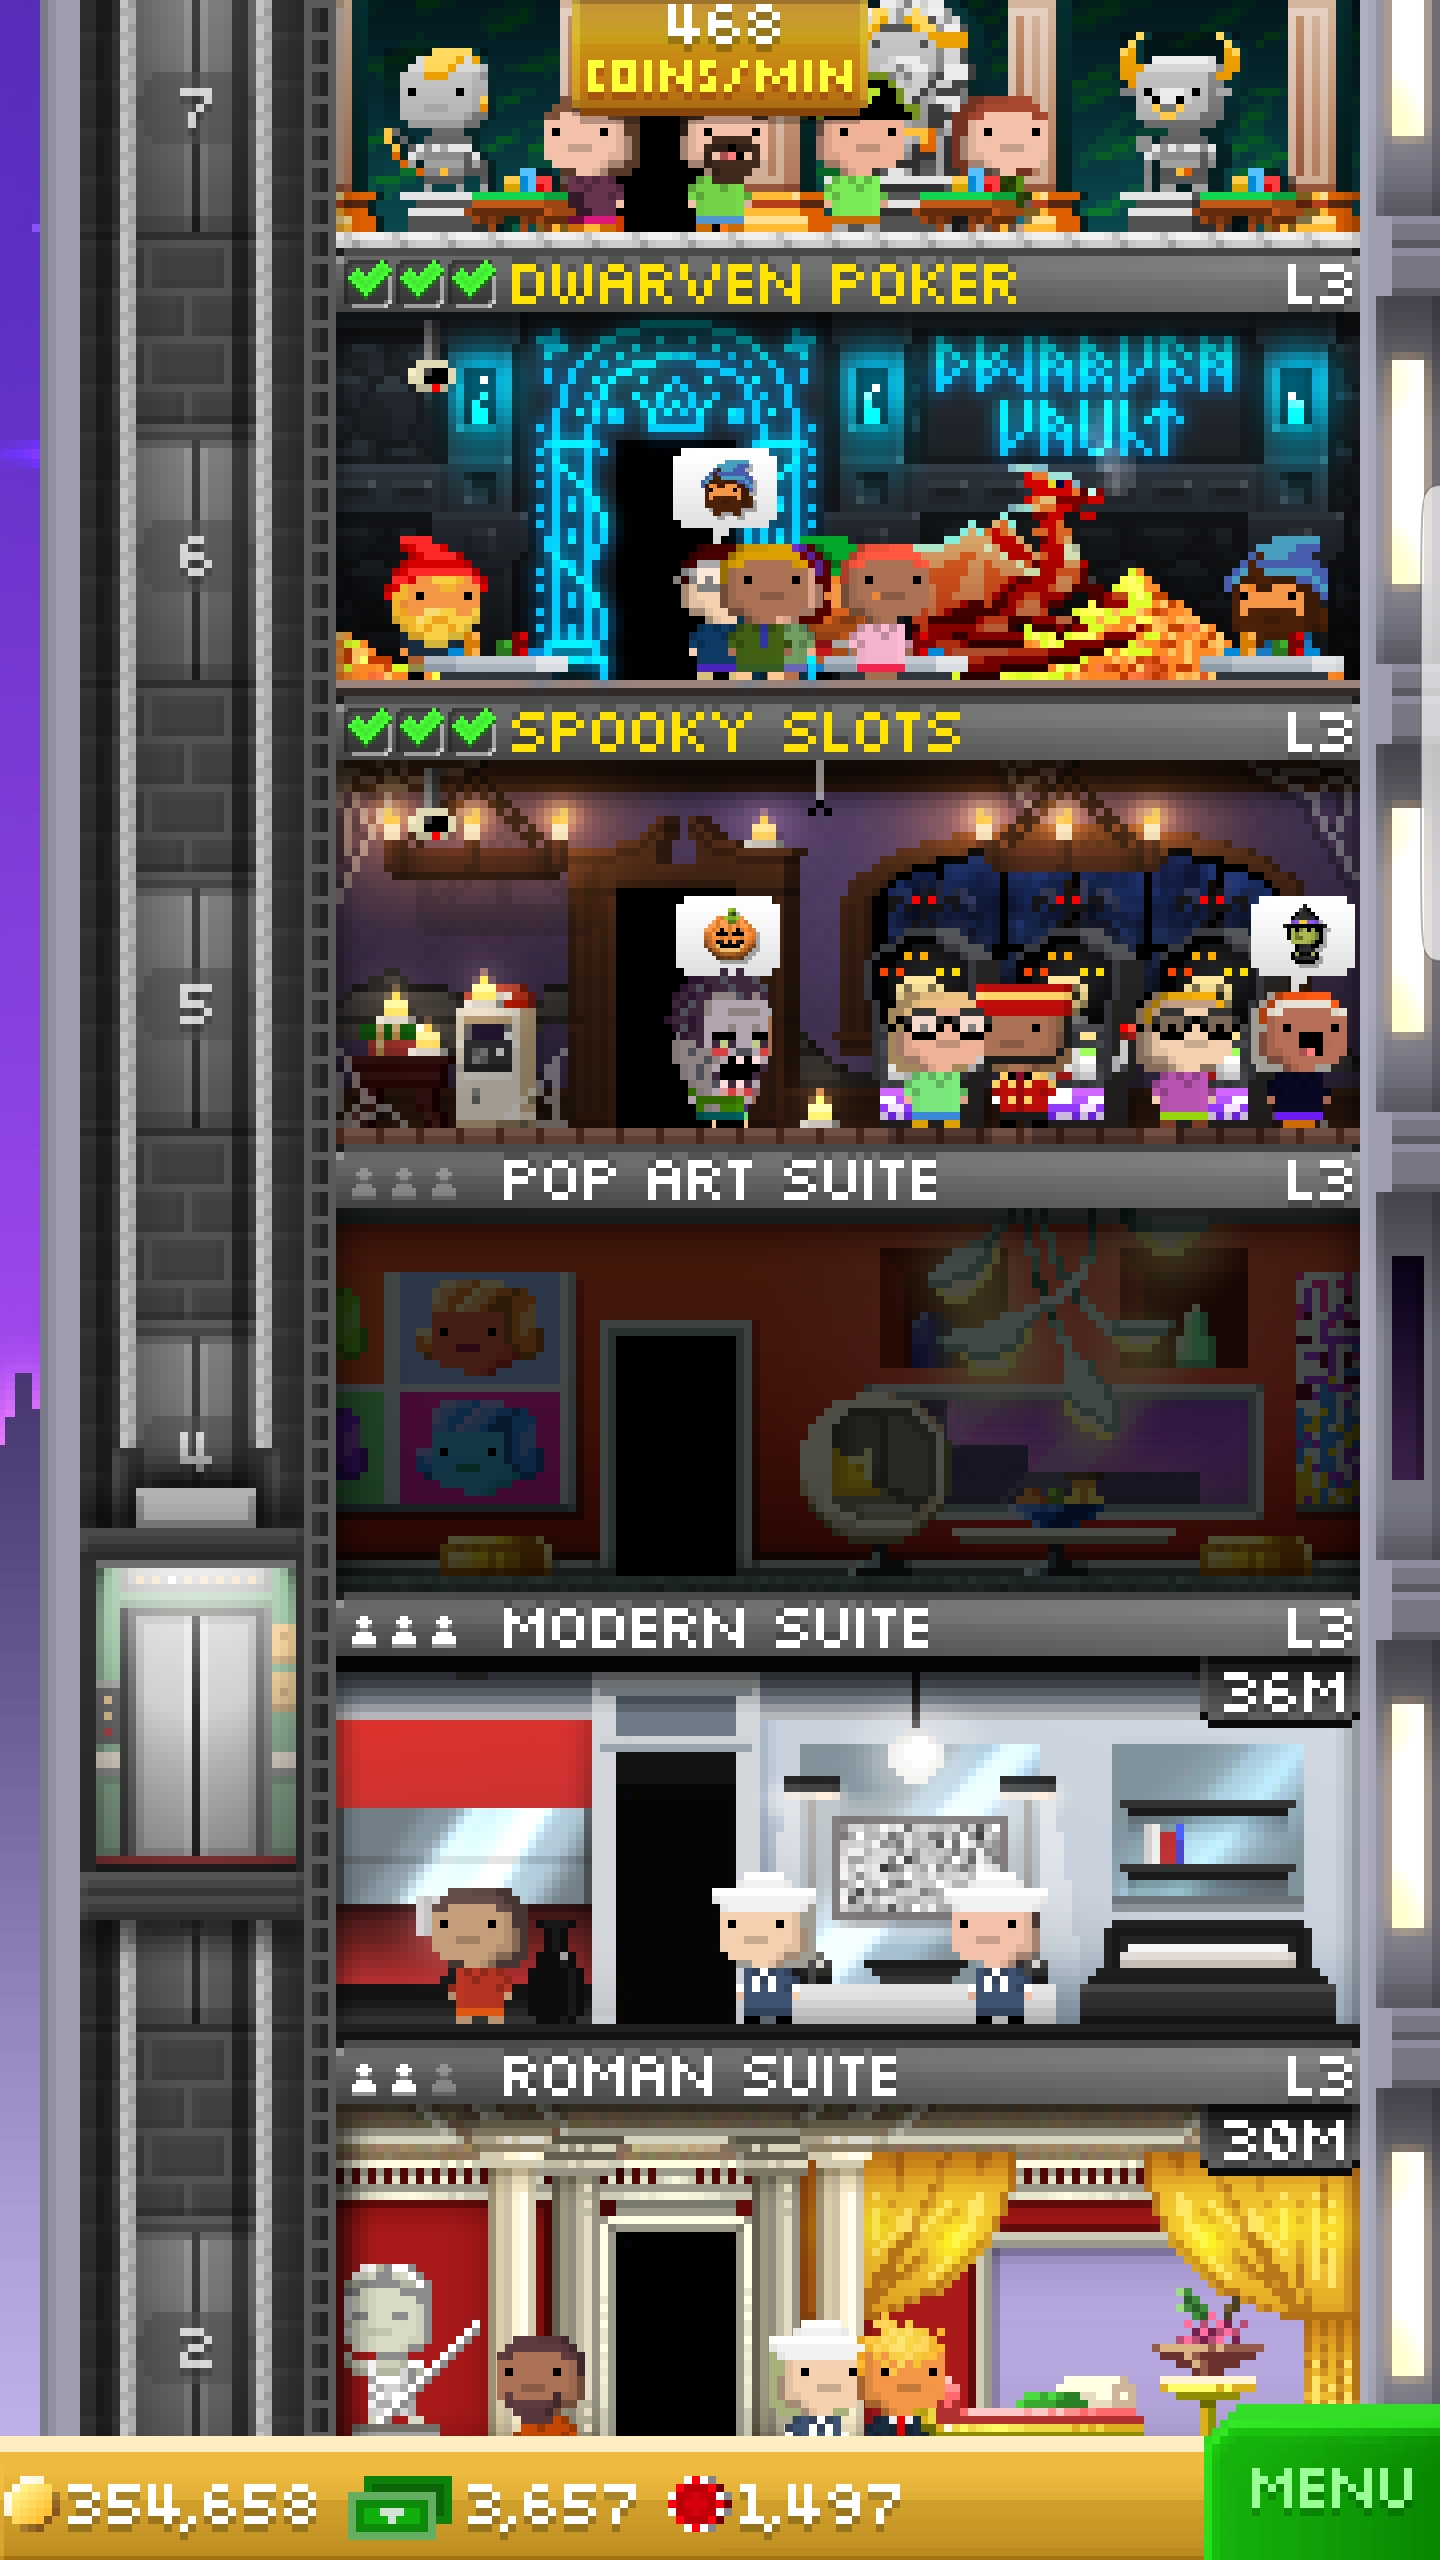 468
COINS/MIN
7
DWARVEN POKER L3
DWARVEN
VAULT
6
SPOOKY SLOTS L3
5
POP ART SUITE L3
4
MODERN SUITE L3
36M
ROMAN SUITE L3
30M
2
354,658 3,657 1,497 MENU